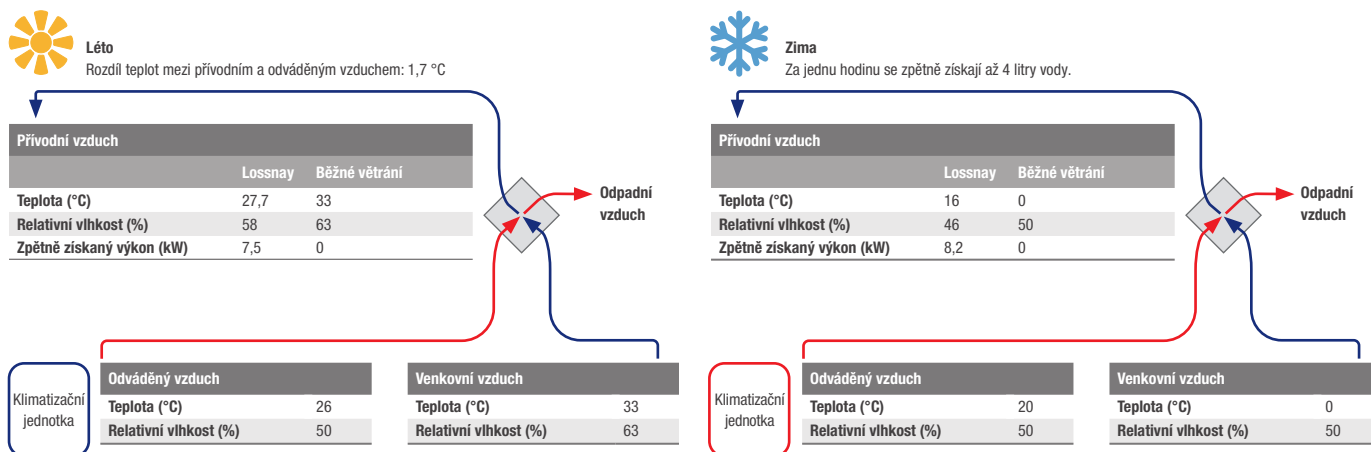 Léto
Rozdíl teplot mezi přívodním a odváděným vzduchem: 1,7 °C
Přívodní vzduch
Lossnay Běžné větrání
Teplota (°C) 27,7 33
Relativní vlhkost (%) 58 63
Zpětně získaný výkon (kW) 7,5 0
Odpadní
vzduch
Klimatizační
jednotka
Odváděný vzduch
Teplota (°C) 26
Relativní vlhkost (%) 50
Venkovní vzduch
Teplota (°C) 33
Relativní vlhkost (%) 63
Zima
Za jednu hodinu se zpětně získají až 4 litry vody.
Přívodní vzduch
Lossnay Běžné větrání
Teplota (°C) 16 0
Relativní vlhkost (%) 46 50
Zpětně získaný výkon (kW) 8,2 0
Odpadní
vzduch
Klimatizační
jednotka
Odváděný vzduch
Teplota (°C) 20
Relativní vlhkost (%) 50
Venkovní vzduch
Teplota (°C) 0
Relativní vlhkost (%) 50